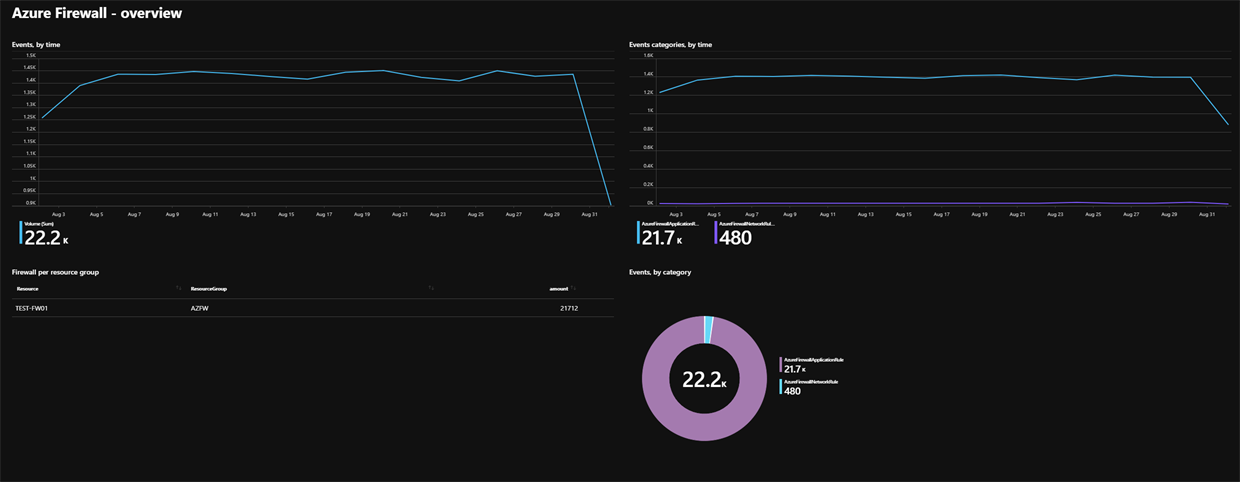 Azure Firewall - overview
Events, by time
1.5K
1.45K
1.4K
1.35K
1.3K
1.25K
1.2K
1.15K
1.1K
1.05K
1K
0.95K
0.9K
Aug 3 Aug 5 Aug 7 Aug 9 Aug 11 Aug 13 Aug 15 Aug 17 Aug 19 Aug 21 Aug 23 Aug 25 Aug 27 Aug 29 Aug 31
Volume (Sum)
22.2 K
Events categories, by time
1.6K
1.4K
1.2K
1K
0.8K
0.6K
0.4K
0.2K
0K
Aug 3 Aug 5 Aug 7 Aug 9 Aug 11 Aug 13 Aug 15 Aug 17 Aug 19 Aug 21 Aug 23 Aug 25 Aug 27 Aug 29 Aug 31
AzureFirewallApplicationR... AzureFirewallNetworkRul...
21.7 K 480
Firewall per resource group
Resource ResourceGroup amount
TEST-FW01 AZFW 21712
Events, by category
22.2K
AzureFirewallApplicationRule
21.7 K
AzureFirewallNetworkRule
480